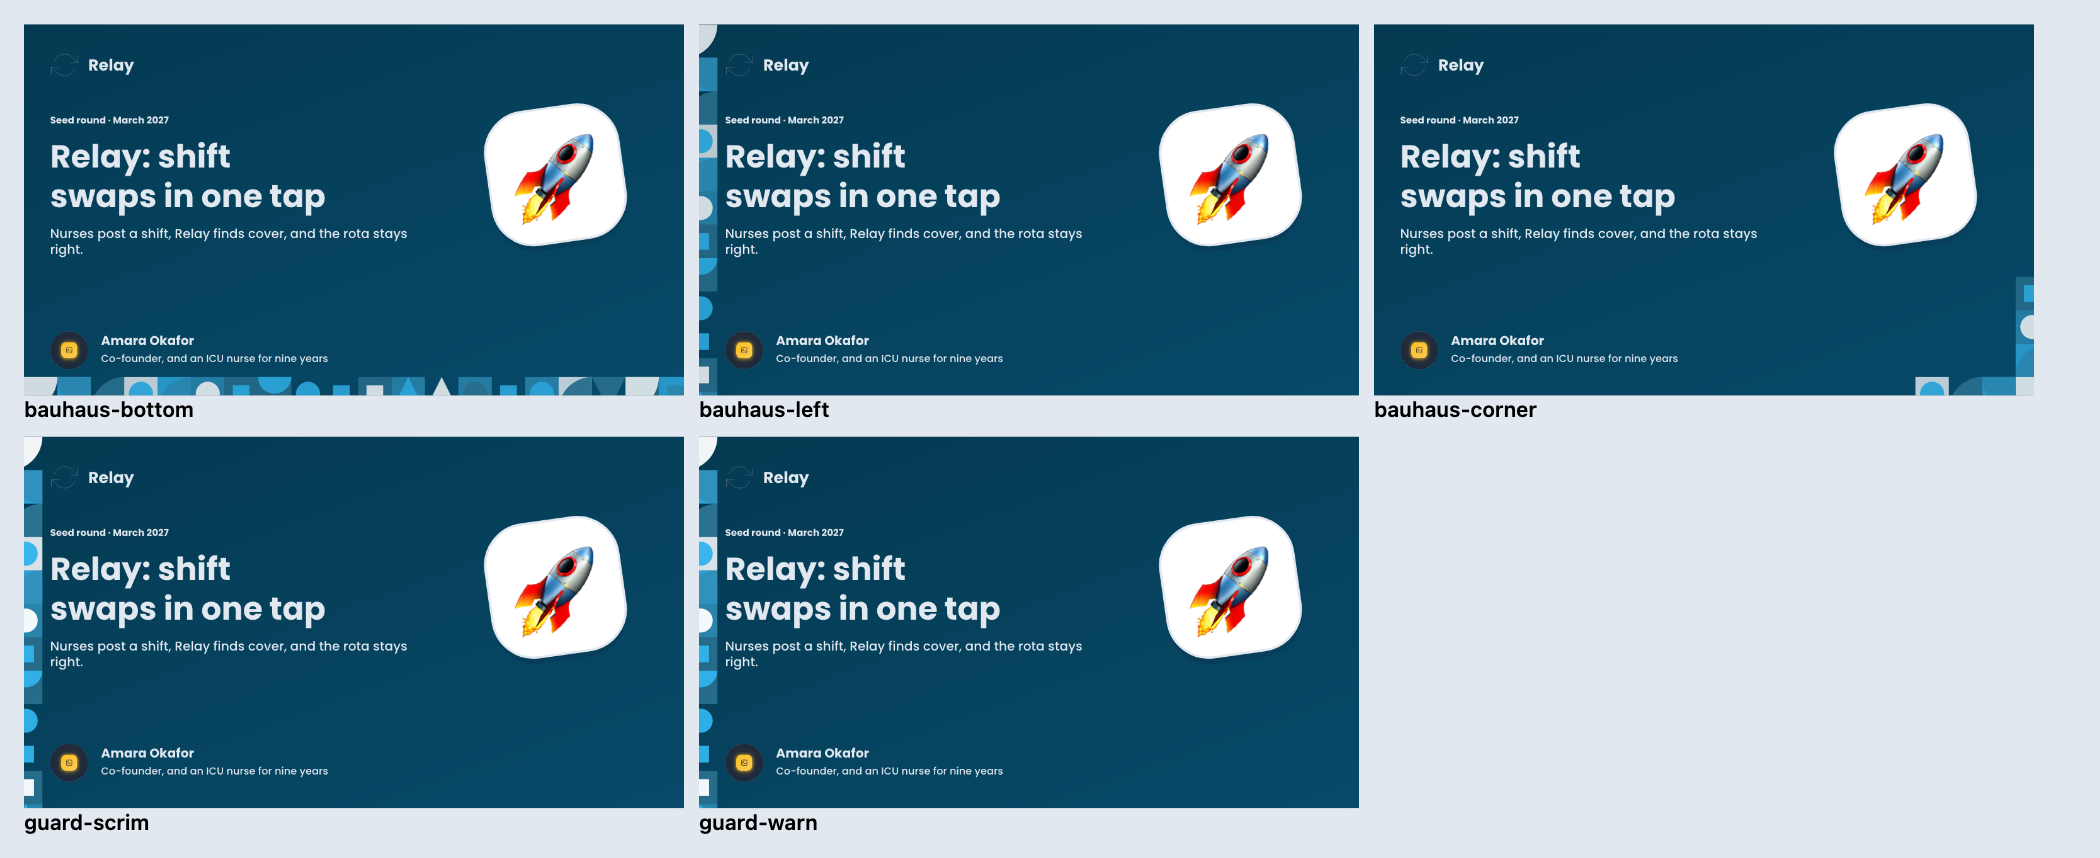 Relay
Seed round · March 2027
Relay: shift
swaps in one tap
Nurses post a shift, Relay finds cover, and the rota stays
right.
Amara Okafor
Co-founder, and an ICU nurse for nine years
bauhaus-bottom
Relay
Seed round · March 2027
Relay: shift
swaps in one tap
Nurses post a shift, Relay finds cover, and the rota stays
right.
Amara Okafor
Co-founder, and an ICU nurse for nine years
bauhaus-left
Relay
Seed round · March 2027
Relay: shift
swaps in one tap
Nurses post a shift, Relay finds cover, and the rota stays
right.
Amara Okafor
Co-founder, and an ICU nurse for nine years
bauhaus-corner
Relay
Seed round · March 2027
Relay: shift
swaps in one tap
Nurses post a shift, Relay finds cover, and the rota stays
right.
Amara Okafor
Co-founder, and an ICU nurse for nine years
guard-scrim
Relay
Seed round · March 2027
Relay: shift
swaps in one tap
Nurses post a shift, Relay finds cover, and the rota stays
right.
Amara Okafor
Co-founder, and an ICU nurse for nine years
guard-warn